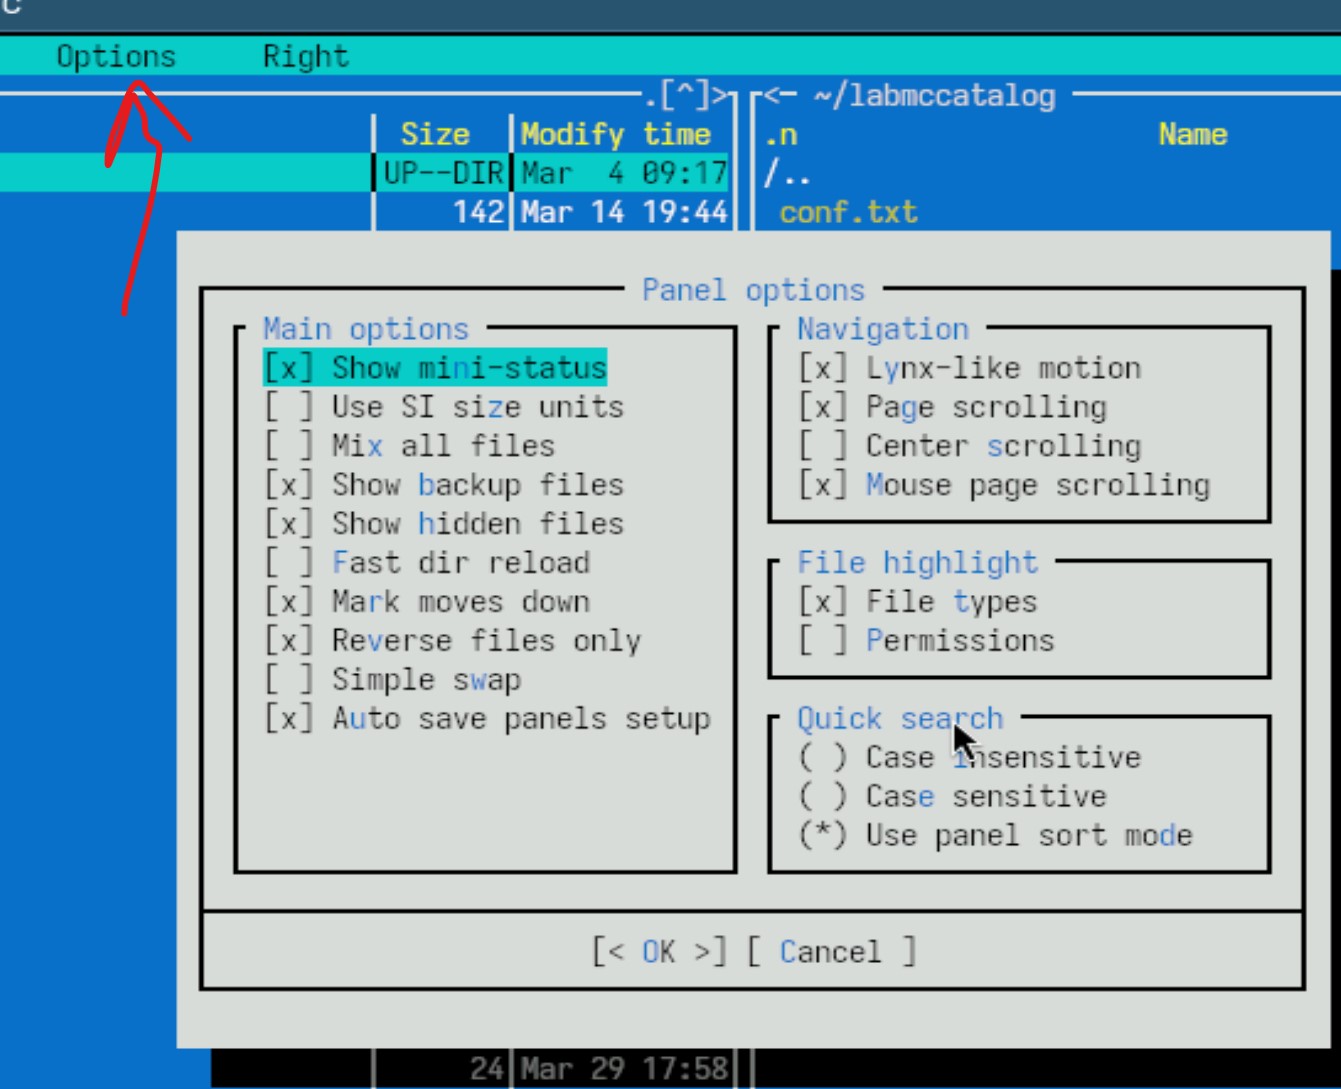 C
Options Right
.[^]> <- ~/labmccatalog
Size Modify time .n Name
UP--DIR Mar 4 09:17 /..
142 Mar 14 19:44 conf.txt
Panel options
Main options
[x] Show mini-status
[ ] Use SI size units
[ ] Mix all files
[x] Show backup files
[x] Show hidden files
[ ] Fast dir reload
[x] Mark moves down
[x] Reverse files only
[ ] Simple swap
[x] Auto save panels setup
Navigation
[x] Lynx-like motion
[x] Page scrolling
[ ] Center scrolling
[x] Mouse page scrolling
File highlight
[x] File types
[ ] Permissions
Quick search
( ) Case insensitive
( ) Case sensitive
(*) Use panel sort mode
[< OK >] [ Cancel ]
24 Mar 29 17:58